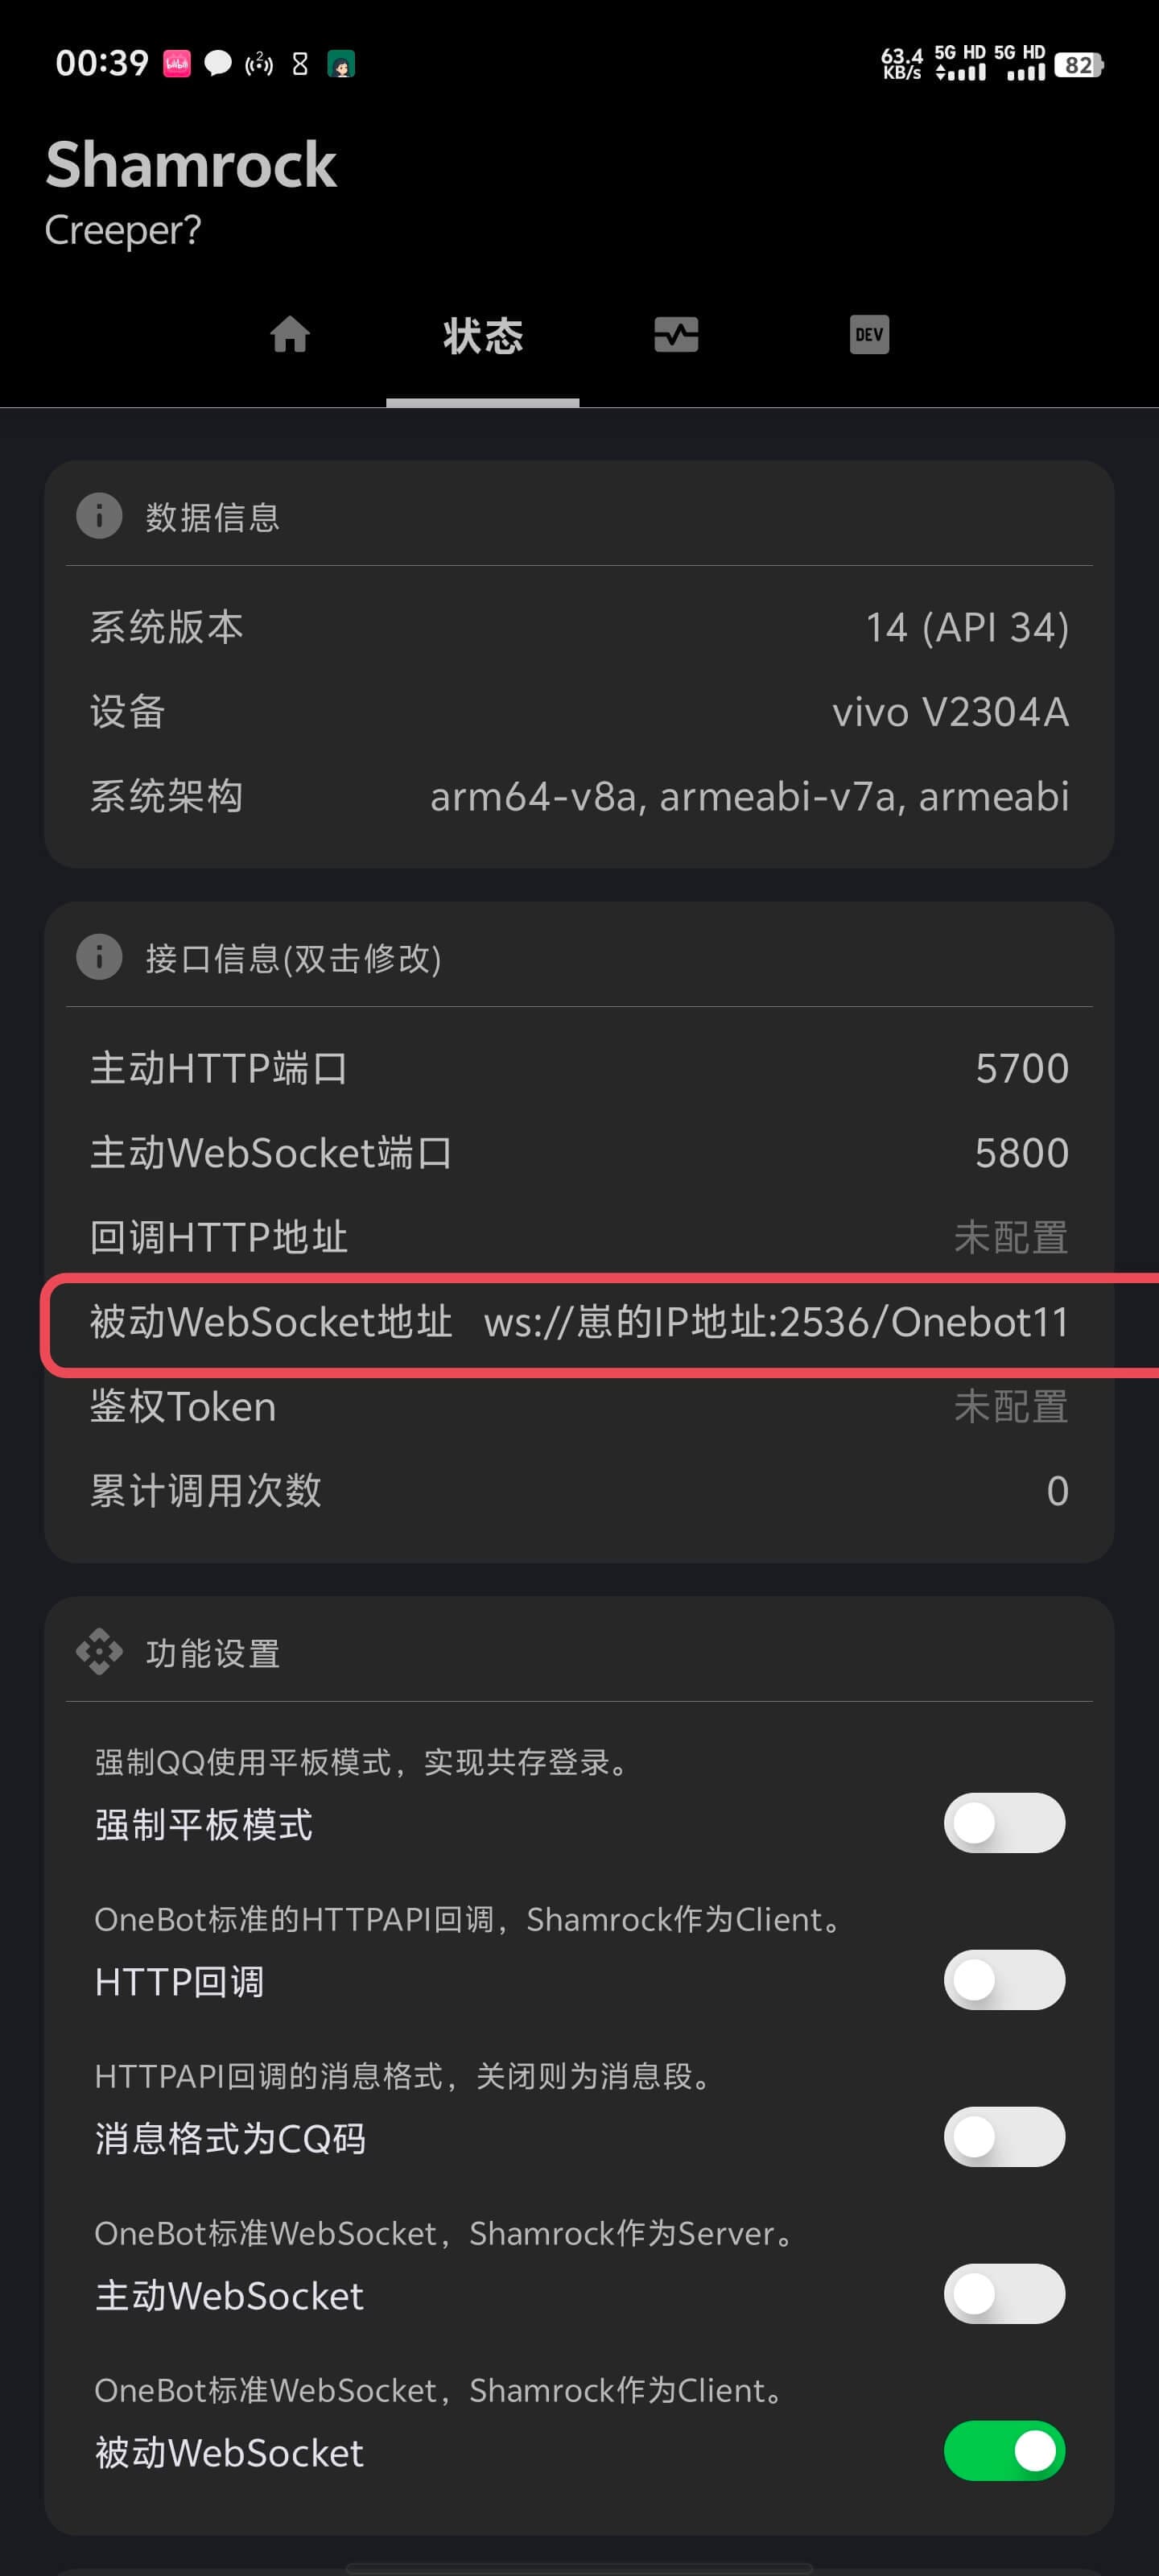 00:39 2 63.4 KB/s 5G HD 5G HD 82
Shamrock
Creeper?
状态 DEV
数据信息
系统版本 14 (API 34)
设备 vivo V2304A
系统架构 arm64-v8a, armeabi-v7a, armeabi
接口信息(双击修改)
主动HTTP端口 5700
主动WebSocket端口 5800
回调HTTP地址 未配置
被动WebSocket地址 ws://崽的IP地址:2536/Onebot11
鉴权Token 未配置
累计调用次数 0
功能设置
强制QQ使用平板模式，实现共存登录。
强制平板模式
OneBot标准的HTTPAPI回调，Shamrock作为Client。
HTTP回调
HTTPAPI回调的消息格式，关闭则为消息段。
消息格式为CQ码
OneBot标准WebSocket，Shamrock作为Server。
主动WebSocket
OneBot标准WebSocket，Shamrock作为Client。
被动WebSocket